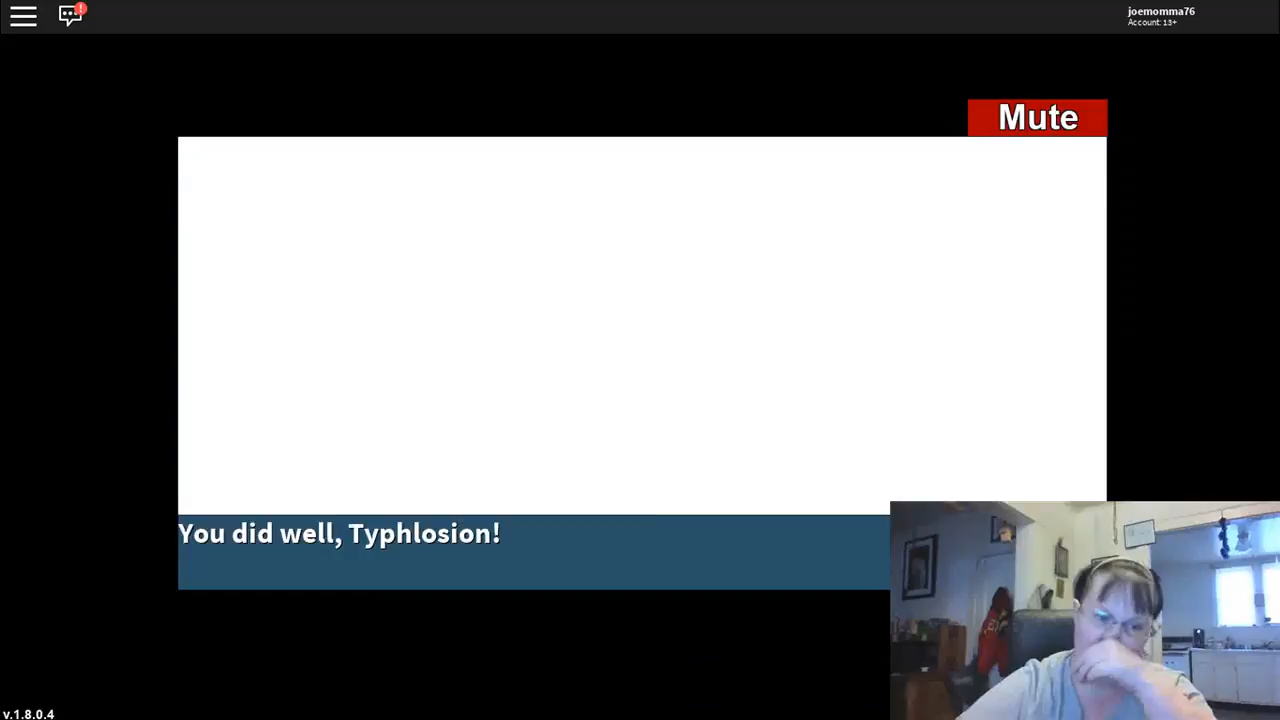 joemomma76
Account: 13+
Mute
You did well, Typhlosion!
v.1.8.0.4